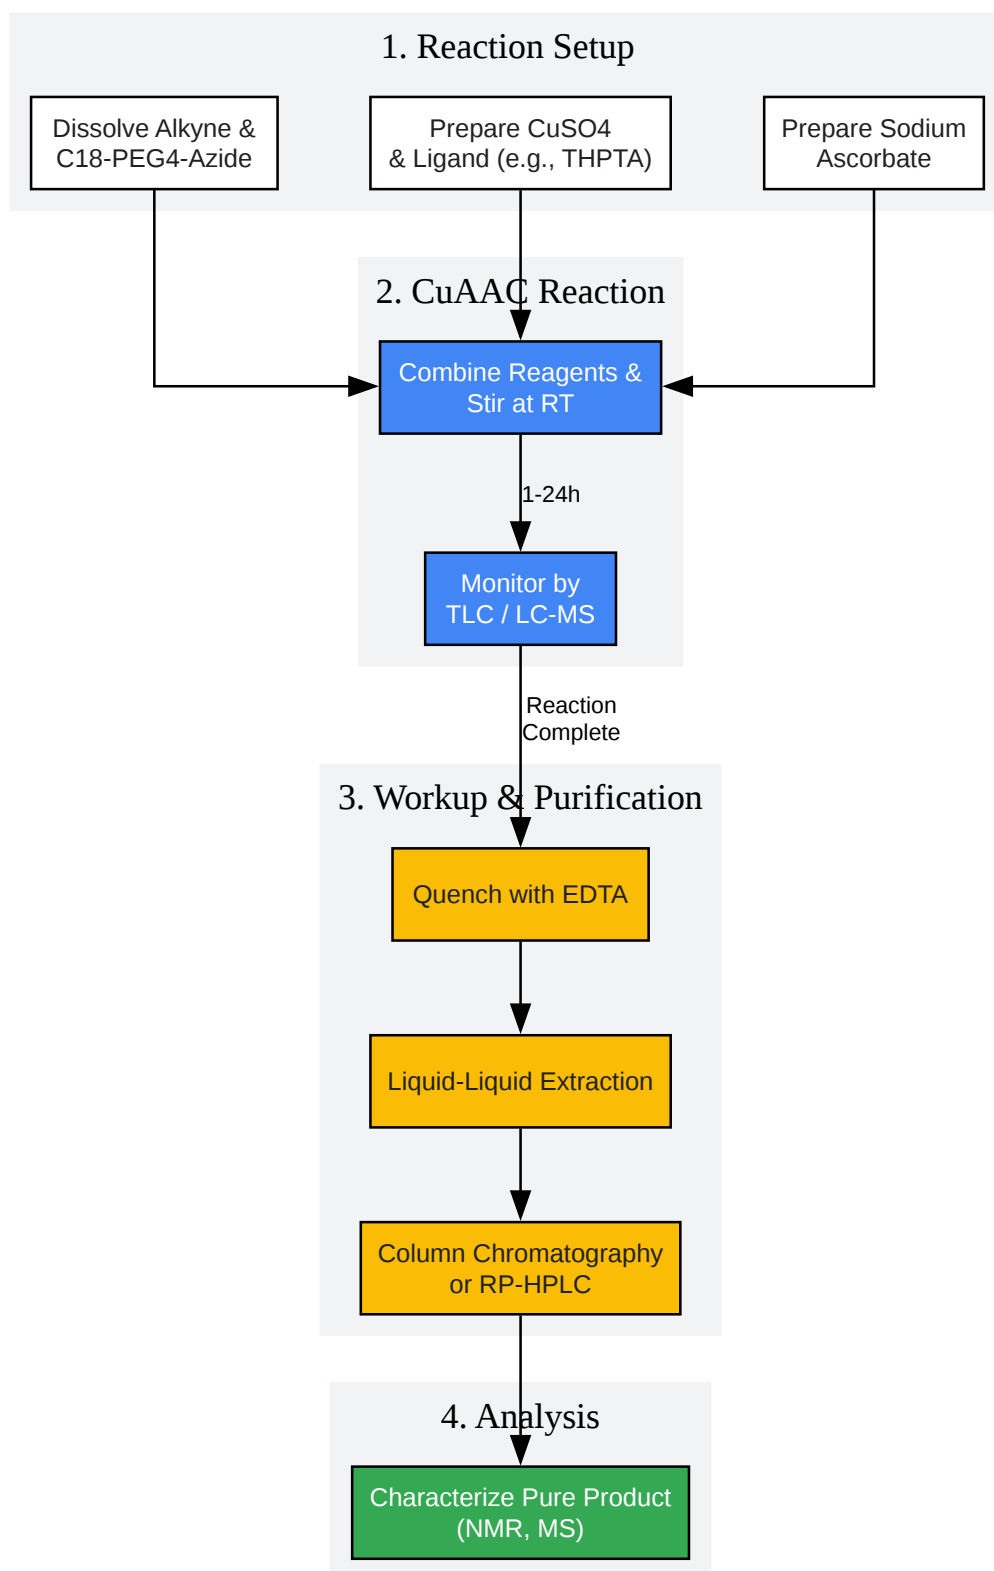 1. Reaction Setup
Dissolve Alkyne &
C18-PEG4-Azide
Prepare CuSO4
& Ligand (e.g., THPTA)
Prepare Sodium
Ascorbate
2. CuAAC Reaction
Combine Reagents &
Stir at RT
1-24h
Monitor by
TLC / LC-MS
Reaction
Complete
3. Workup & Purification
Quench with EDTA
Liquid-Liquid Extraction
Column Chromatography
or RP-HPLC
4. Analysis
Characterize Pure Product
(NMR, MS)